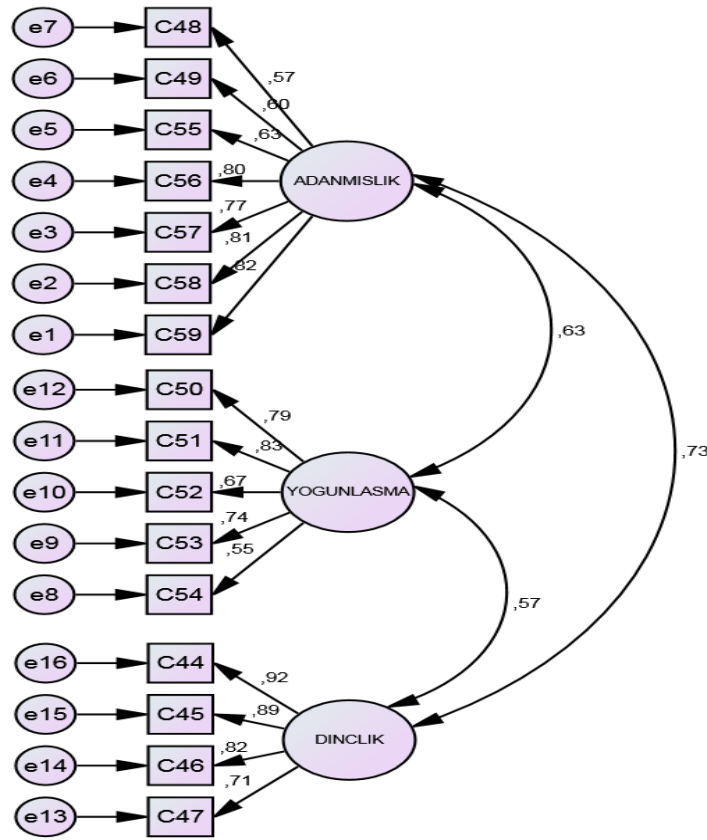 e7 C48
,57
e6 C49
,60
e5 C55
,63
e4 C56
,80
ADANMISLIK
e3 C57
,77
,81
e2 C58
,82
e1 C59
,63
e12 C50
,79
e11 C51
,83
,73
e10 C52
,67
YOGUNLASMA
e9 C53
,74
e8 C54
,55
,57
e16 C44
,92
e15 C45
,89
DINCLIK
e14 C46
,82
e13 C47
,71